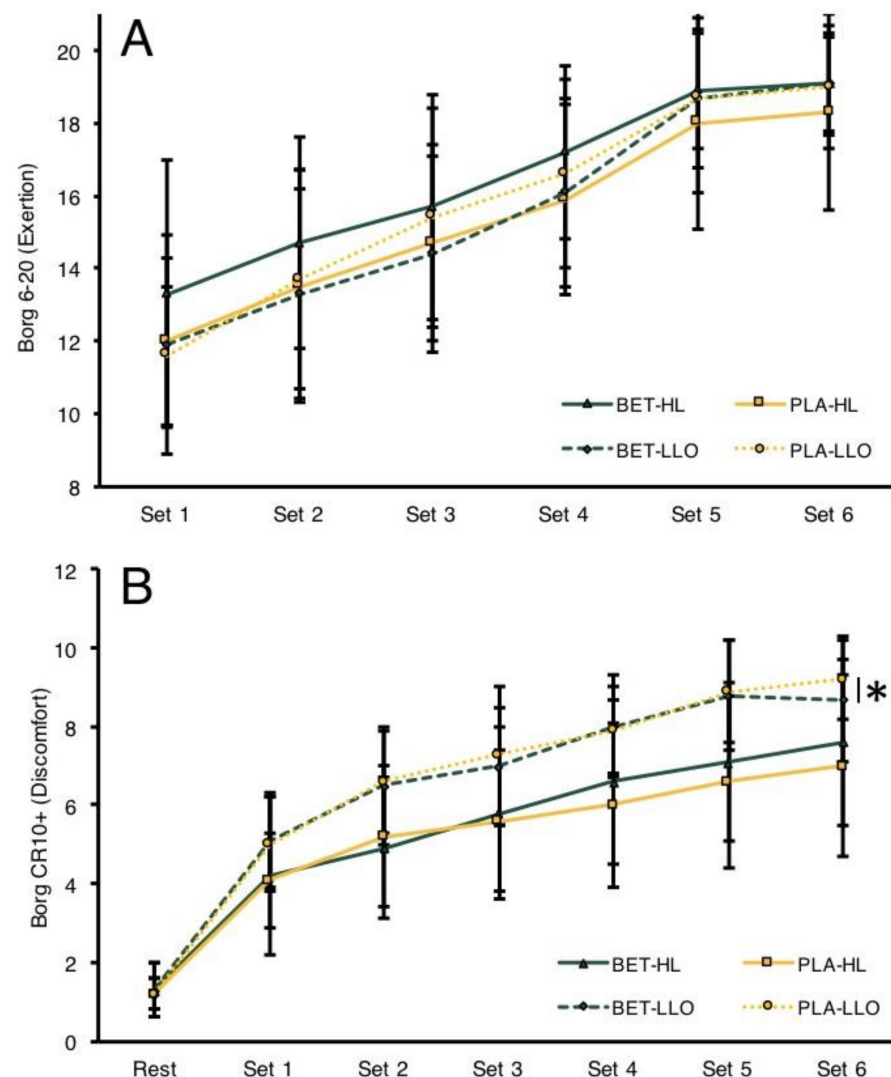 A
20
18
16
14
12
10
8
Borg 6-20 (Exertion)
BET-HL PLA-HL
BET-LLO PLA-LLO
Set 1 Set 2 Set 3 Set 4 Set 5 Set 6
B
12
10
8
6
4
2
0
Borg CR10+ (Discomfort)
*
BET-HL PLA-HL
BET-LLO PLA-LLO
Rest Set 1 Set 2 Set 3 Set 4 Set 5 Set 6